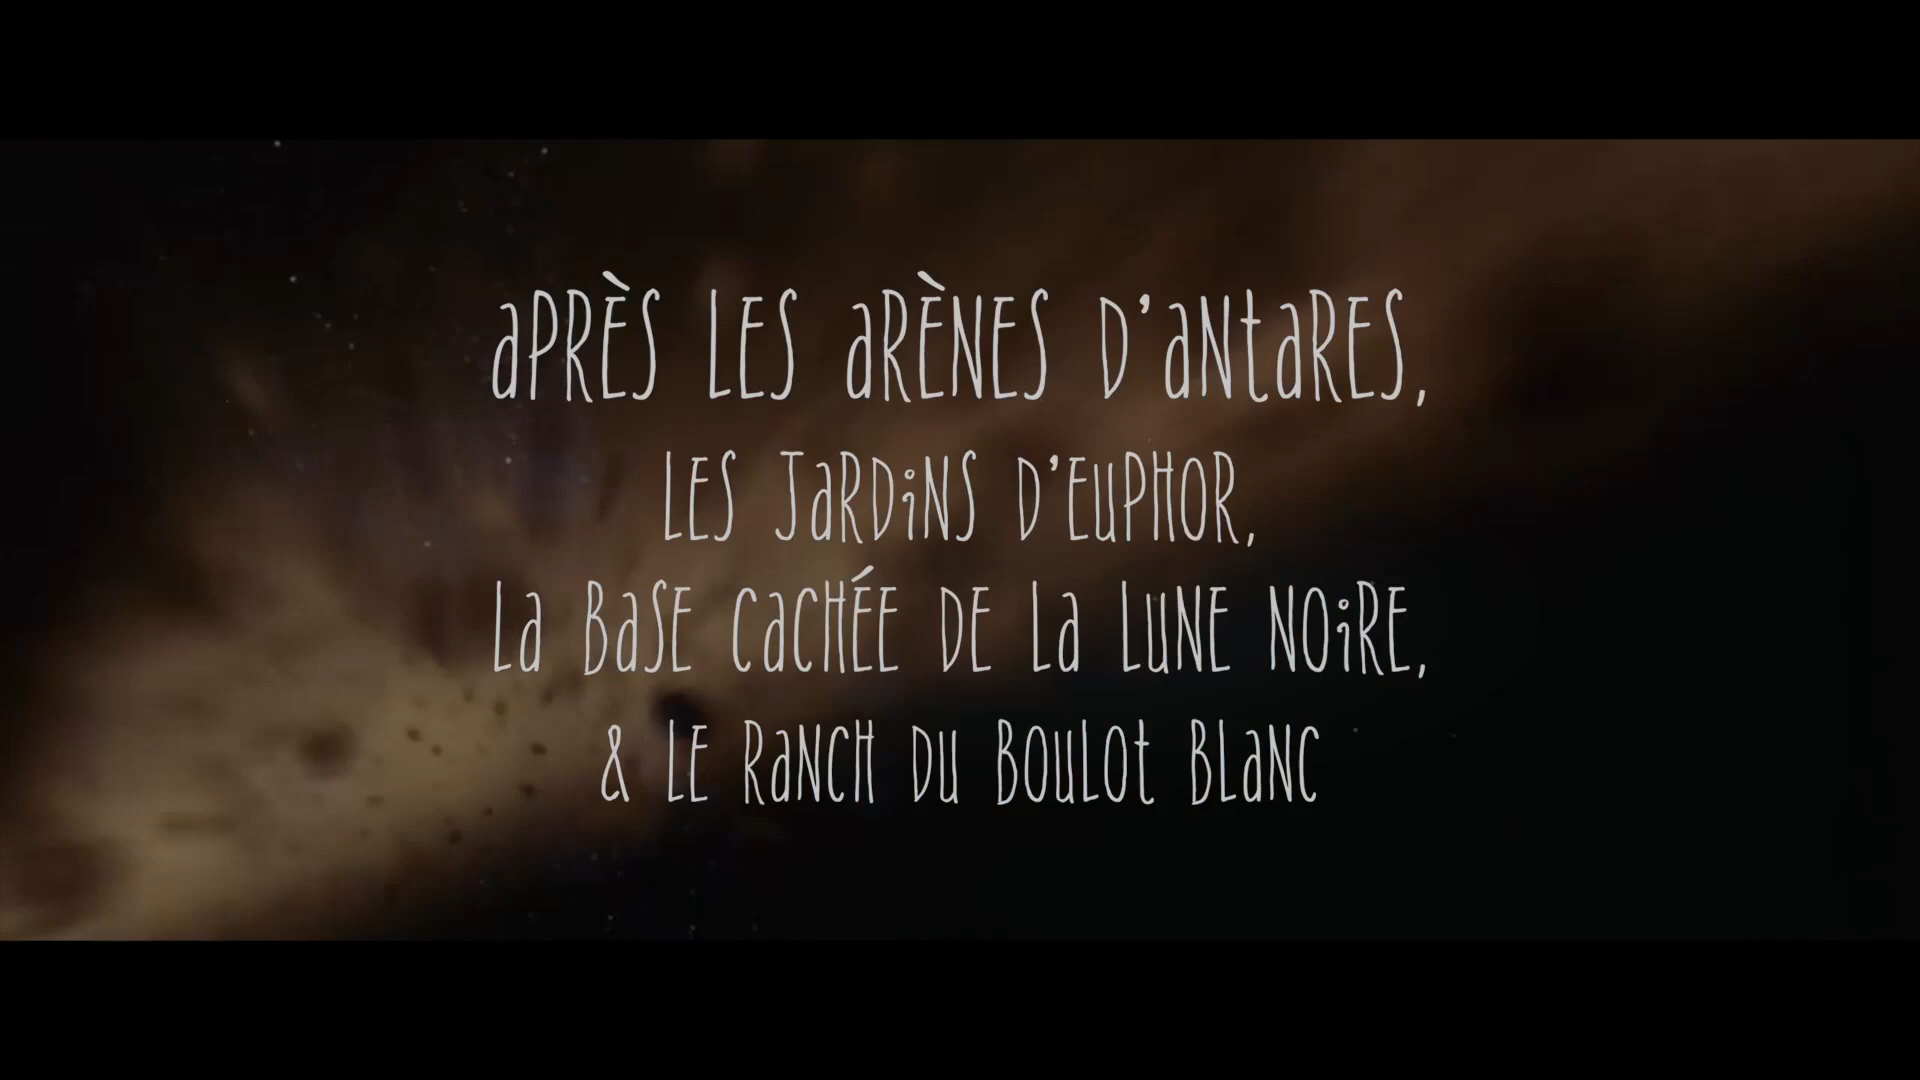 après les arènes d'antares,
les jardins d'euphor,
la base cachée de la lune noire,
& le ranch du boulot blanc